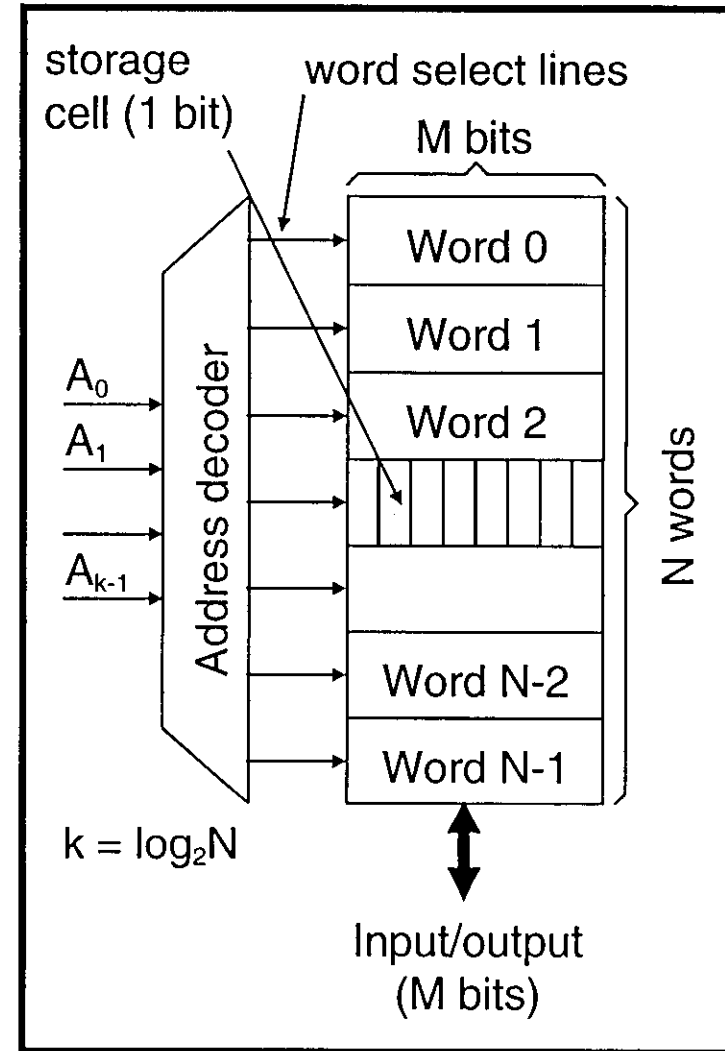 storage
cell (1 bit)
word select lines
M bits
Word 0
Word 1
Word 2
Word N-2
Word N-1
N words
A₀
A₁
Aₖ₋₁
Address decoder
k = log₂N
Input/output
(M bits)